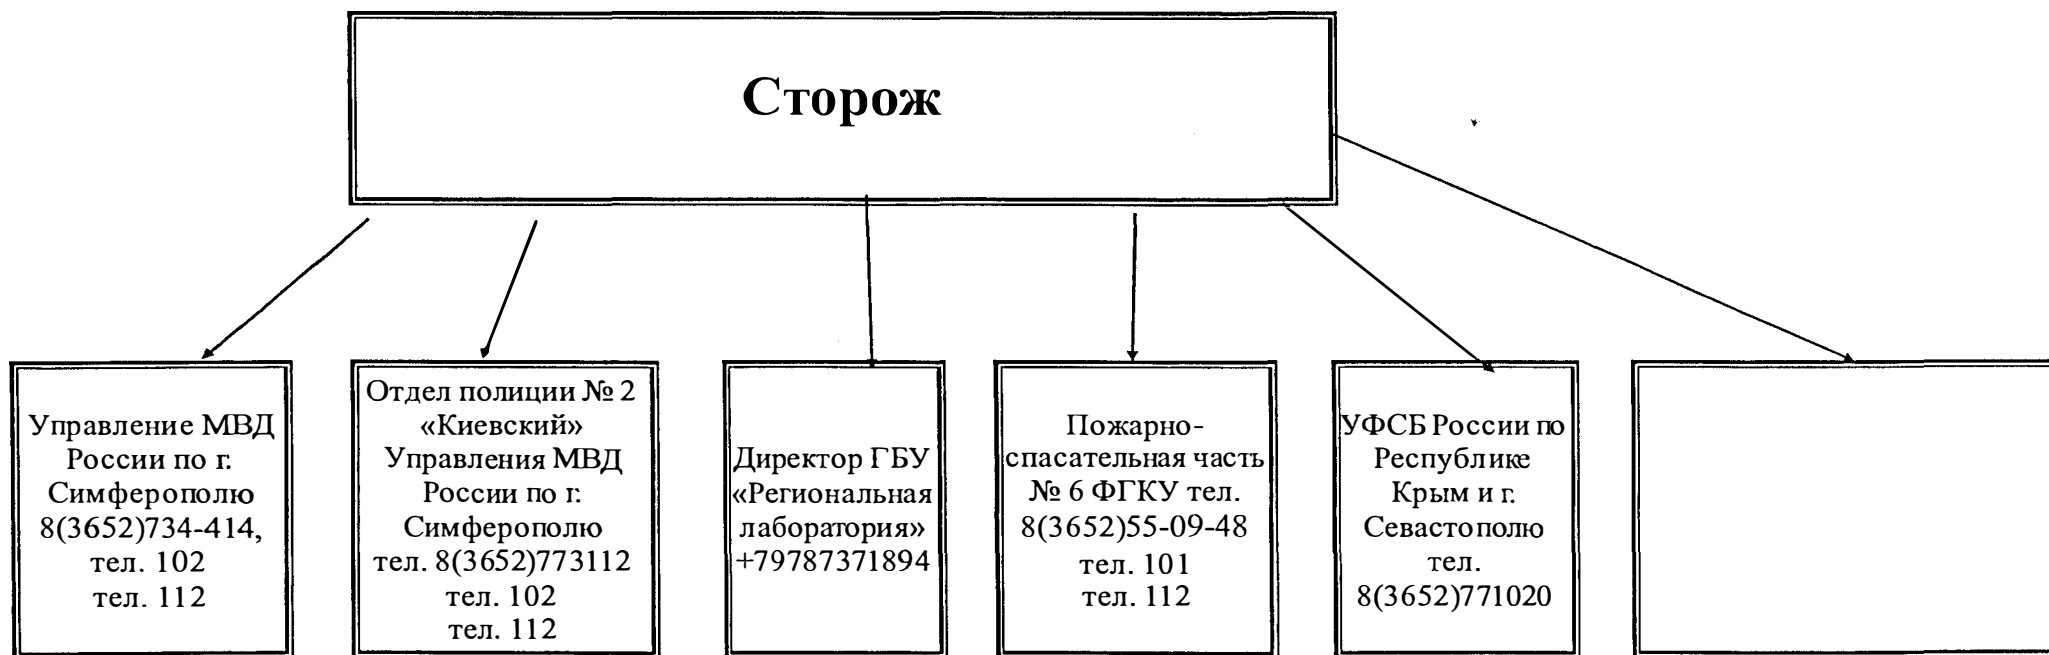 Сторож
Управление МВД
России по г.
Симферополю
8(3652)734-414,
тел. 102
тел. 112
Отдел полиции № 2
«Киевский»
Управления МВД
России по г.
Симферополю
тел. 8(3652)773112
тел. 102
тел. 112
Директор ГБУ
«Региональная
лаборатория»
+79787371894
Пожарно-
спасательная часть
№ 6 ФГКУ тел.
8(3652)55-09-48
тел. 101
тел. 112
УФСБ России по
Республике
Крым и г.
Севастополю
тел.
8(3652)771020